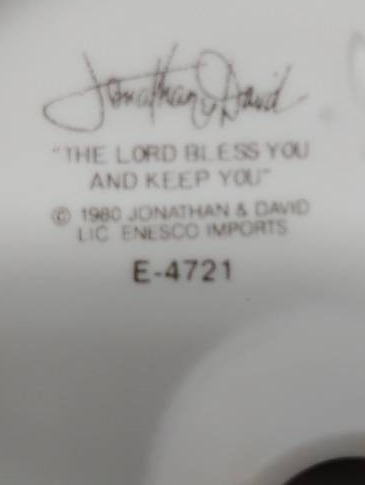 Jonathan & David
"THE LORD BLESS YOU
AND KEEP YOU"
© 1980 JONATHAN & DAVID
LIC. ENESCO IMPORTS
E-4721